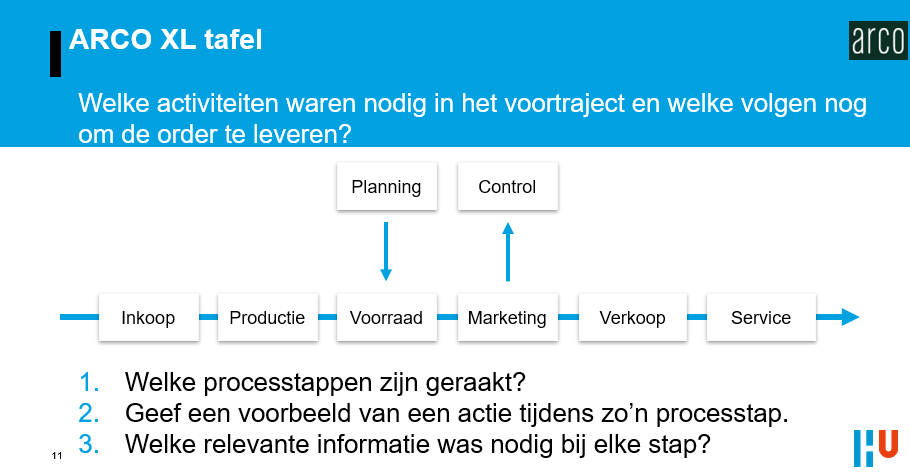 ARCO XL tafel
arco
Welke activiteiten waren nodig in het voortraject en welke volgen nog
om de order te leveren?
Planning
Control
Inkoop
Productie
Voorraad
Marketing
Verkoop
Service
1. Welke processtappen zijn geraakt?
2. Geef een voorbeeld van een actie tijdens zo’n processtap.
3. Welke relevante informatie was nodig bij elke stap?
11
HU